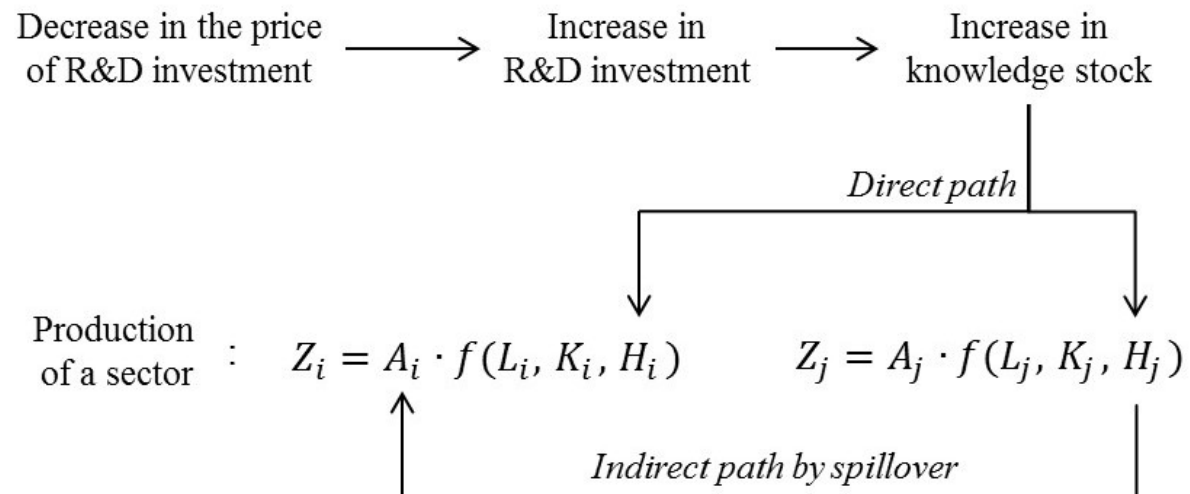 Decrease in the price
of R&D investment
Increase in
R&D investment
Increase in
knowledge stock
Direct path
Production
of a sector
:
Z_i = A_i · f(L_i, K_i, H_i)
Z_j = A_j · f(L_j, K_j, H_j)
Indirect path by spillover